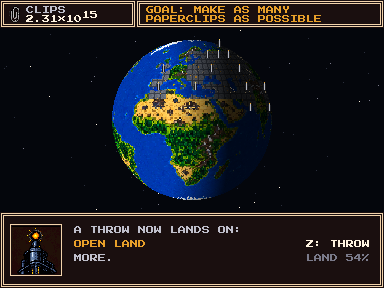 CLIPS
2.31×10¹⁵
GOAL: MAKE AS MANY
PAPERCLIPS AS POSSIBLE
A THROW NOW LANDS ON:
OPEN LAND
Z: THROW
MORE.
LAND 54%